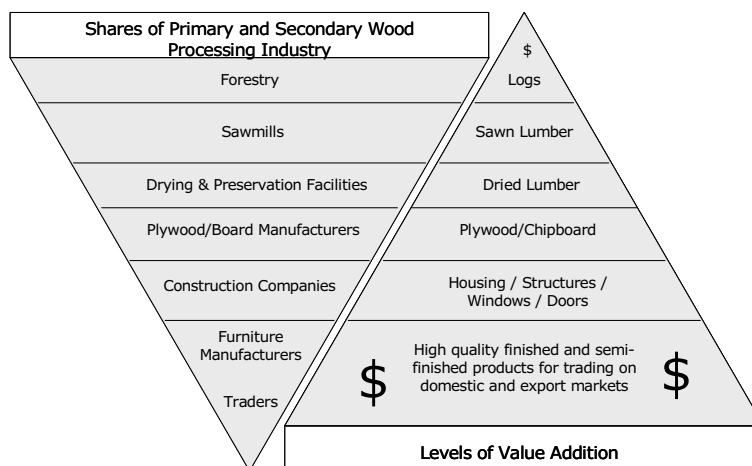 Shares of Primary and Secondary Wood
Processing Industry
Forestry
Sawmills
Drying & Preservation Facilities
Plywood/Board Manufacturers
Construction Companies
Furniture
Manufacturers
Traders
$
Logs
Sawn Lumber
Dried Lumber
Plywood/Chipboard
Housing / Structures /
Windows / Doors
$
High quality finished and semi-
finished products for trading on
domestic and export markets
$
Levels of Value Addition